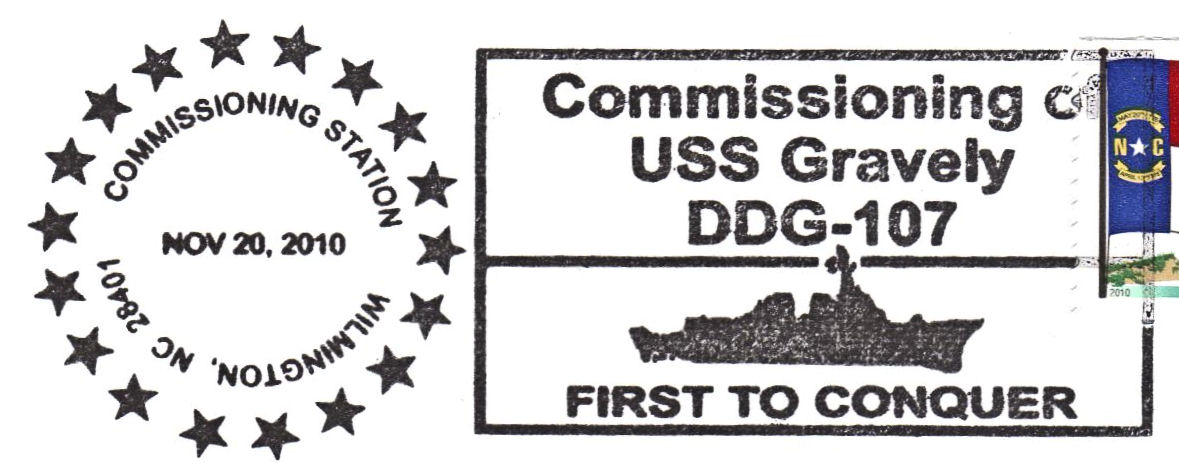 COMMISSIONING STATION
NOV 20, 2010
WILMINGTON, NC 28401
Commissioning
USS Gravely
DDG-107
FIRST TO CONQUER
N C
2010